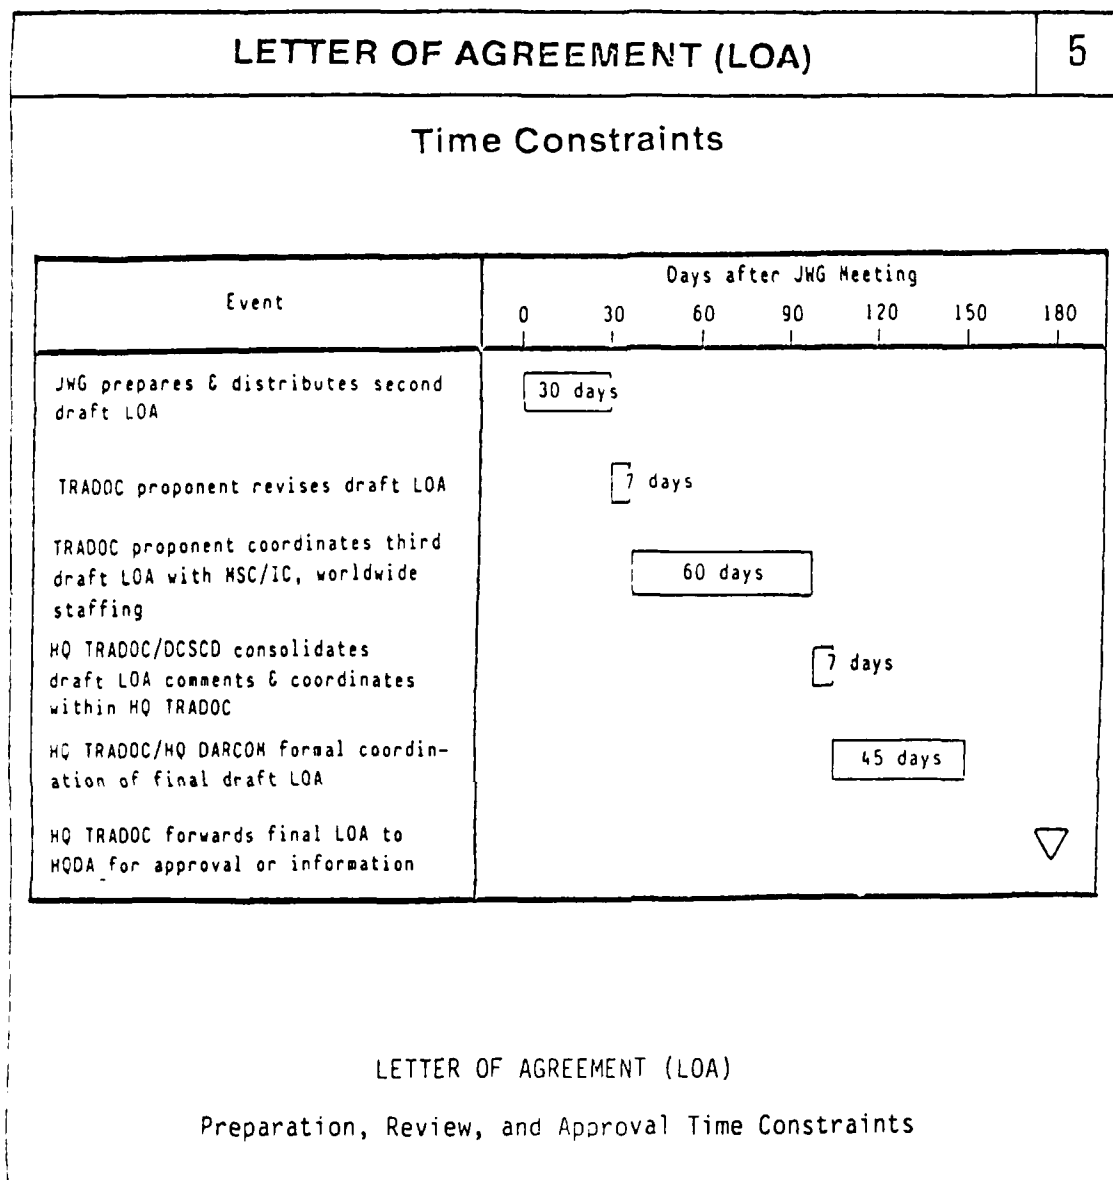 LETTER OF AGREEMENT (LOA)
5
Time Constraints
Event
Days after JWG Meeting
0 30 60 90 120 150 180
JWG prepares & distributes second
draft LOA
30 days
TRADOC proponent revises draft LOA
7 days
TRADOC proponent coordinates third
draft LOA with MSC/IC, worldwide
staffing
60 days
HQ TRADOC/DCSCD consolidates
draft LOA comments & coordinates
within HQ TRADOC
7 days
HQ TRADOC/HQ DARCOM formal coordin-
ation of final draft LOA
45 days
HQ TRADOC forwards final LOA to
HQDA for approval or information
LETTER OF AGREEMENT (LOA)
Preparation, Review, and Approval Time Constraints